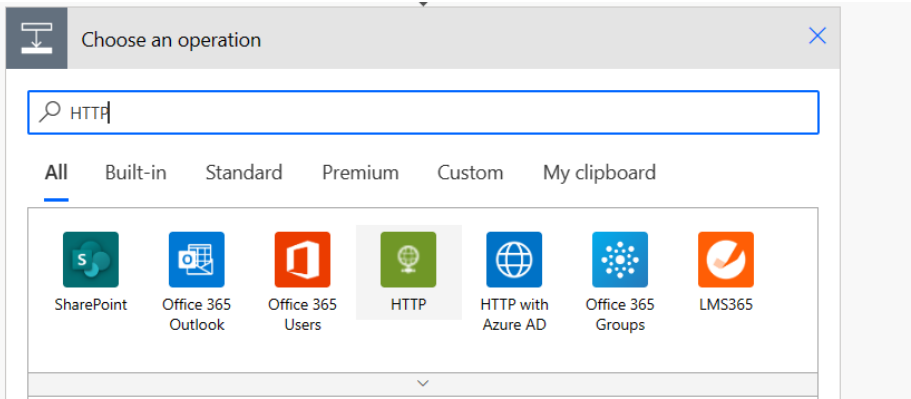 Choose an operation
HTTP
All Built-in Standard Premium Custom My clipboard
S
SharePoint Office 365 Outlook Office 365 Users HTTP HTTP with Azure AD Office 365 Groups LMS365